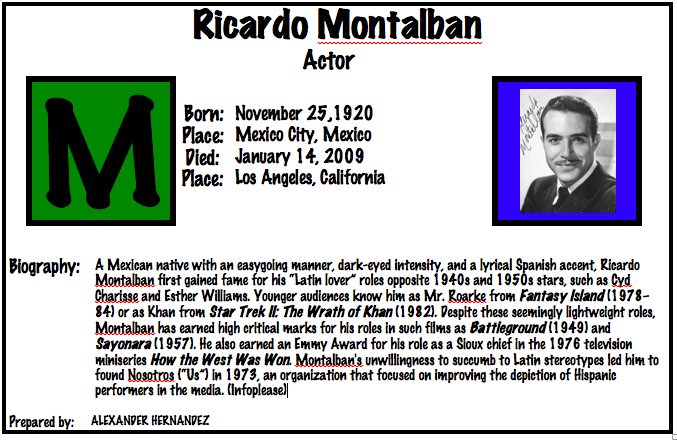 Ricardo Montalban
Actor
M
Born: November 25,1920
Place: Mexico City, Mexico
Died: January 14, 2009
Place: Los Angeles, California
Biography: A Mexican native with an easygoing manner, dark-eyed intensity, and a lyrical Spanish accent, Ricardo
Montalban first gained fame for his "Latin lover" roles opposite 1940s and 1950s stars, such as Cyd
Charisse and Esther Williams. Younger audiences know him as Mr. Roarke from Fantasy Island (1978-
84) or as Khan from Star Trek II: The Wrath of Khan (1982). Despite these seemingly lightweight roles,
Montalban has earned high critical marks for his roles in such films as Battleground (1949) and
Sayonara (1957). He also earned an Emmy Award for his role as a Sioux chief in the 1976 television
miniseries How the West Was Won. Montalban's unwillingness to succumb to Latin stereotypes led him to
found Nosotros ("Us") in 1973, an organization that focused on improving the depiction of Hispanic
performers in the media. (Infoplease)
Prepared by: ALEXANDER HERNANDEZ